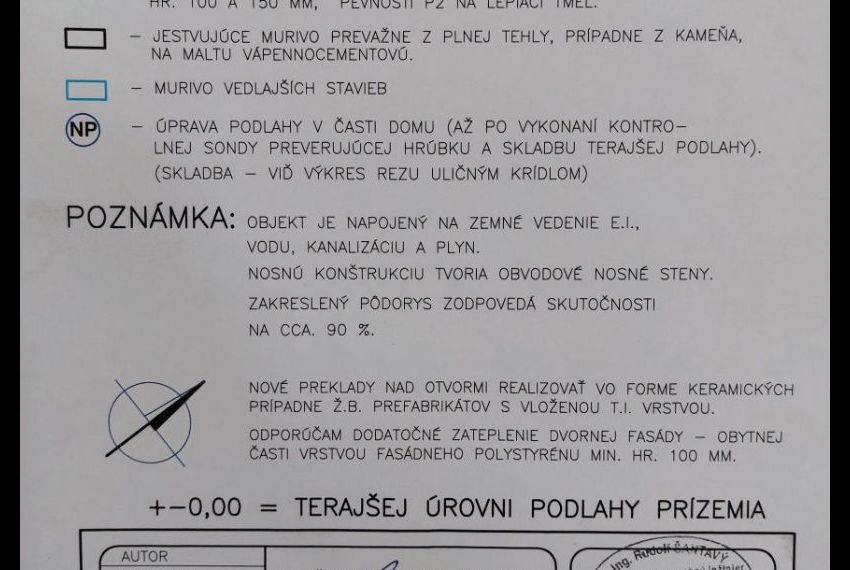 HR. 100 A 150 MM, PEVNOSTI P2 NA LEPIACI TMEL.
– JESTVUJÚCE MURIVO PREVAŽNE Z PLNEJ TEHLY, PRÍPADNE Z KAMEŇA,
NA MALTU VÁPENNOCEMENTOVÚ.
– MURIVO VEDLAJŠÍCH STAVIEB
NP – ÚPRAVA PODLAHY V ČASTI DOMU (AŽ PO VYKONANÍ KONTRO–
LNEJ SONDY PREVERUJÚCEJ HRÚBKU A SKLADBU TERAJŠEJ PODLAHY).
(SKLADBA – VIĎ VÝKRES REZU ULIČNÝM KRÍDLOM)
POZNÁMKA: OBJEKT JE NAPOJENÝ NA ZEMNÉ VEDENIE E.I.,
VODU, KANALIZÁCIU A PLYN.
NOSNÚ KONŠTRUKCIU TVORIA OBVODOVÉ NOSNÉ STENY.
ZAKRESLENÝ PÔDORYS ZODPOVEDÁ SKUTOČNOSTI
NA CCA. 90 %.
NOVÉ PREKLADY NAD OTVORMI REALIZOVAŤ VO FORME KERAMICKÝCH
PRÍPADNE Ž.B. PREFABRIKÁTOV S VLOŽENOU T.I. VRSTVOU.
ODPORÚČAM DODATOČNÉ ZATEPLENIE DVORNEJ FASÁDY – OBYTNEJ
ČASTI VRSTVOU FASÁDNEHO POLYSTYRÉNU MIN. HR. 100 MM.
+–0,00 = TERAJŠEJ ÚROVNI PODLAHY PRÍZEMIA
AUTOR
Ing. Rudolf ŠANTAVÝ